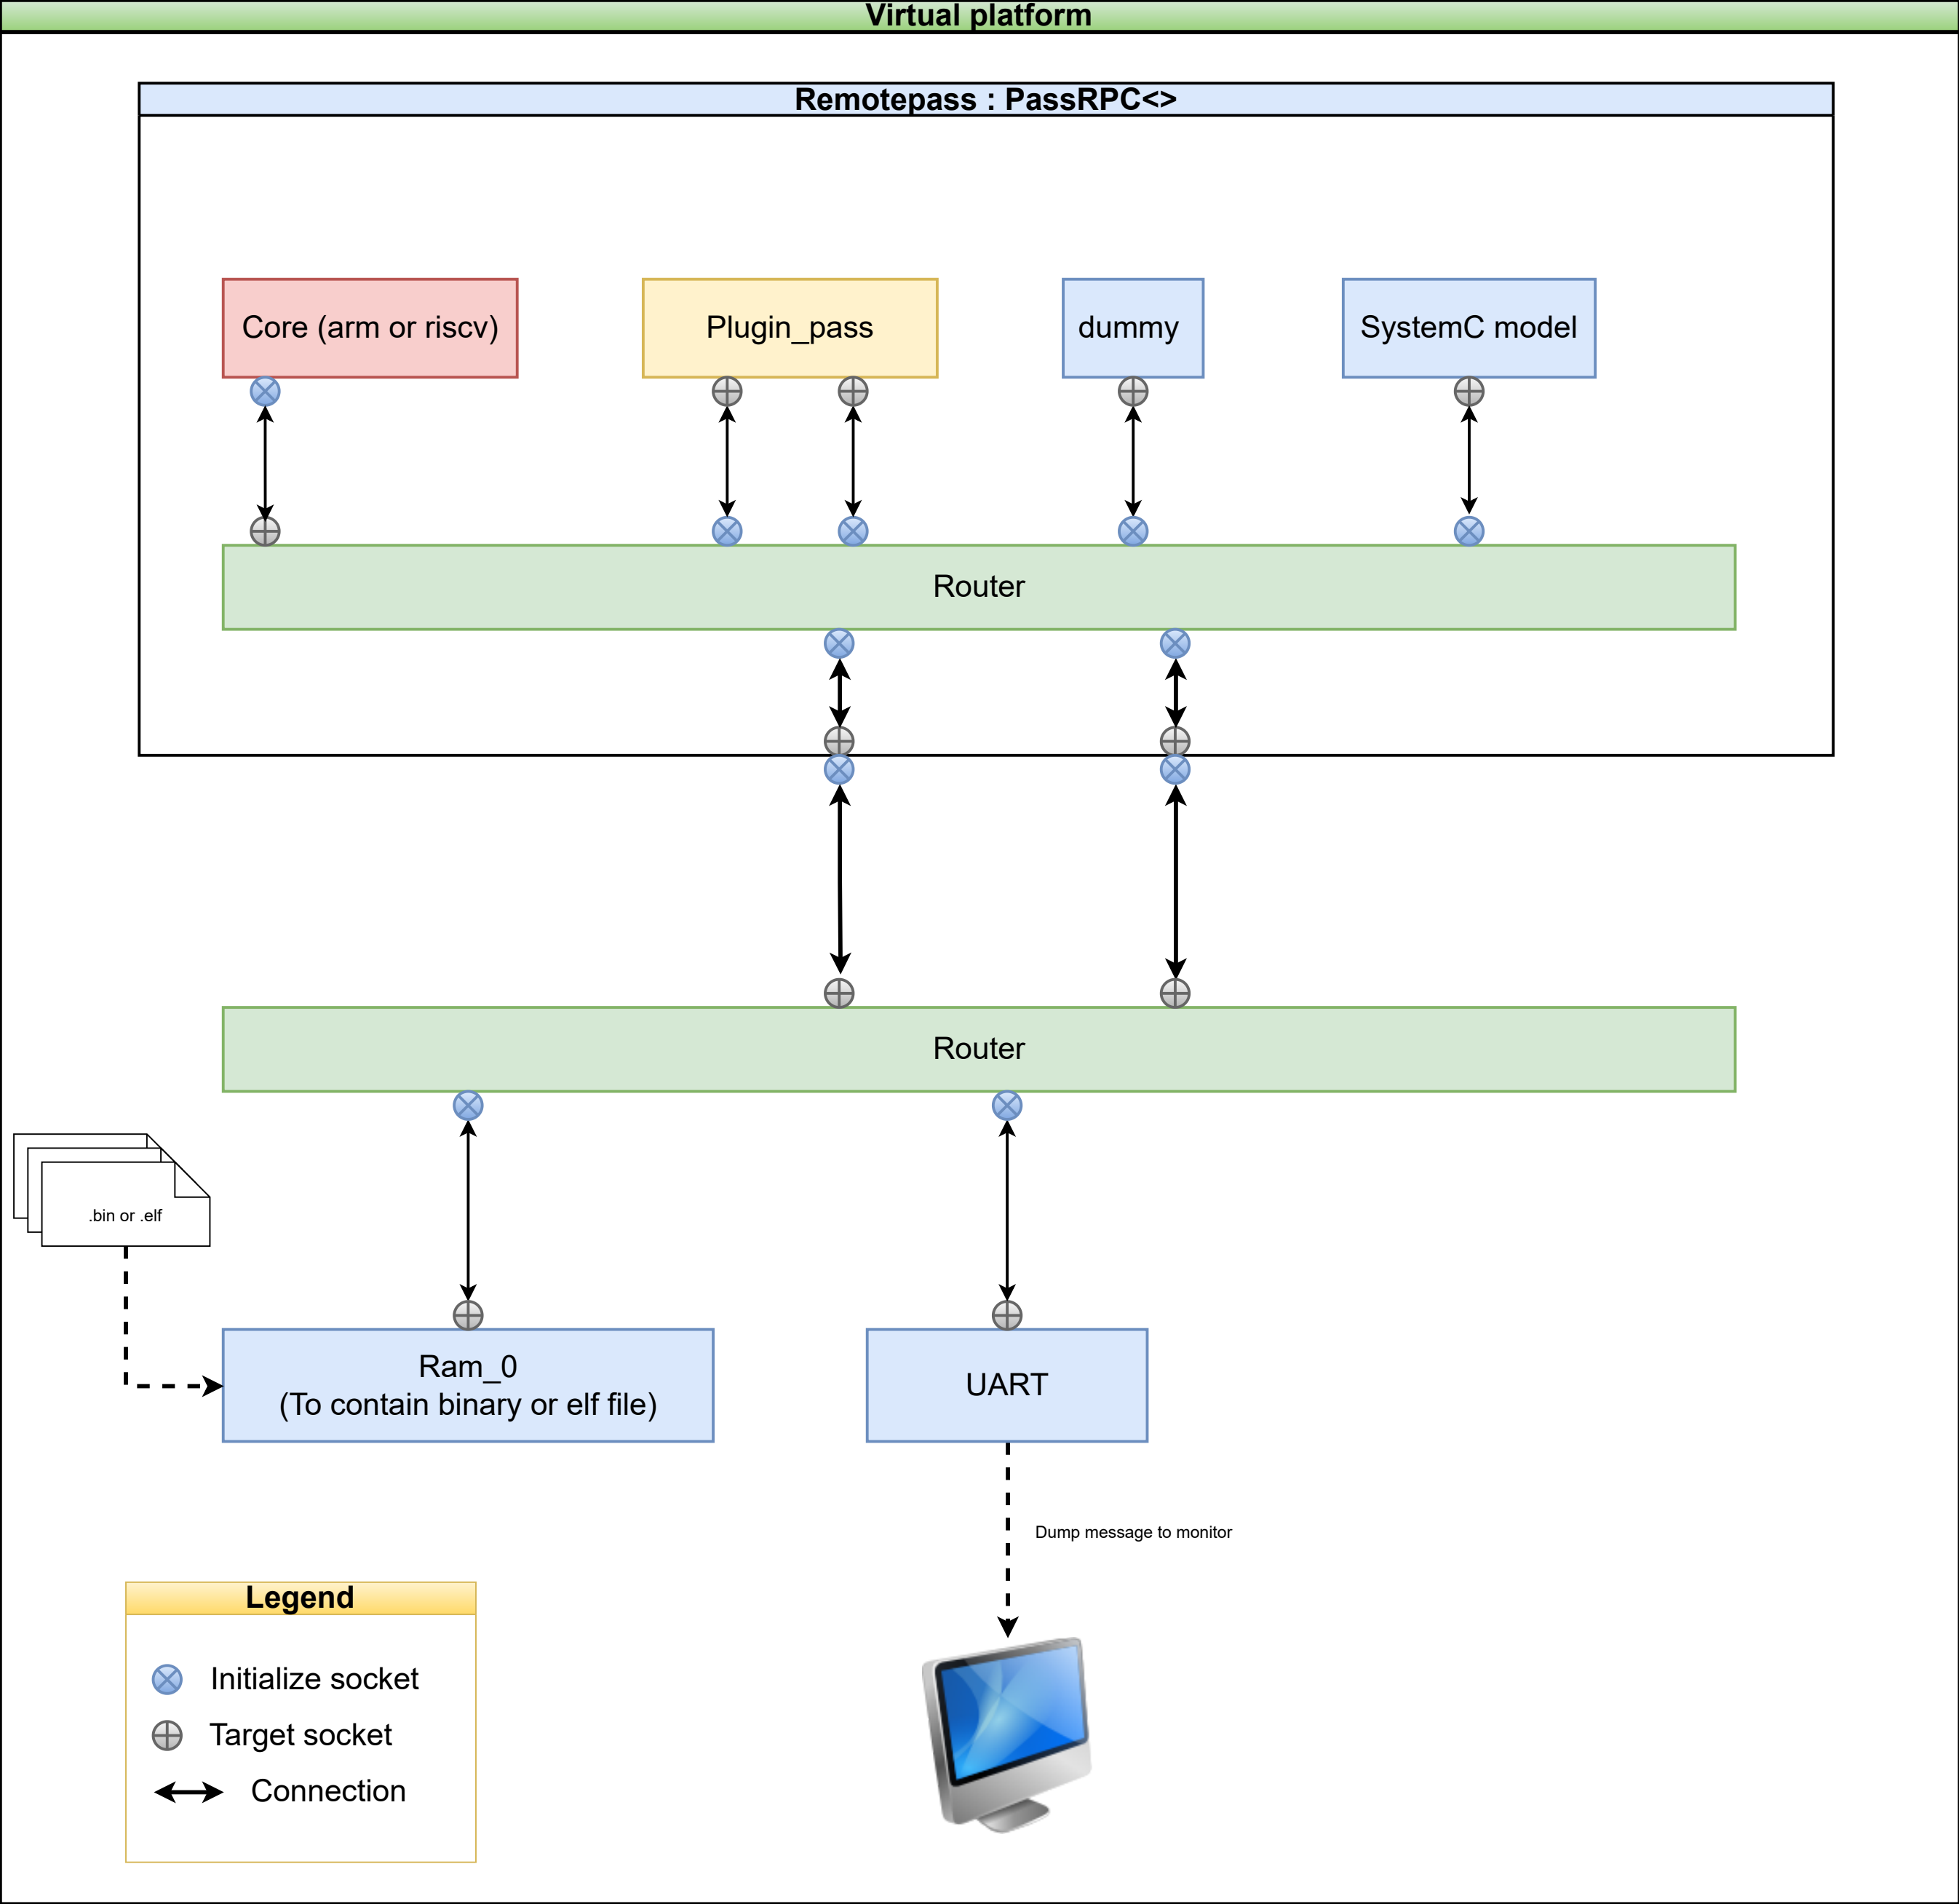 Virtual platform
Remotepass : PassRPC<>
Core (arm or riscv)
Plugin_pass
dummy
SystemC model
Router
Router
.bin or .elf
Ram_0
(To contain binary or elf file)
UART
Dump message to monitor
Legend
Initialize socket
Target socket
Connection